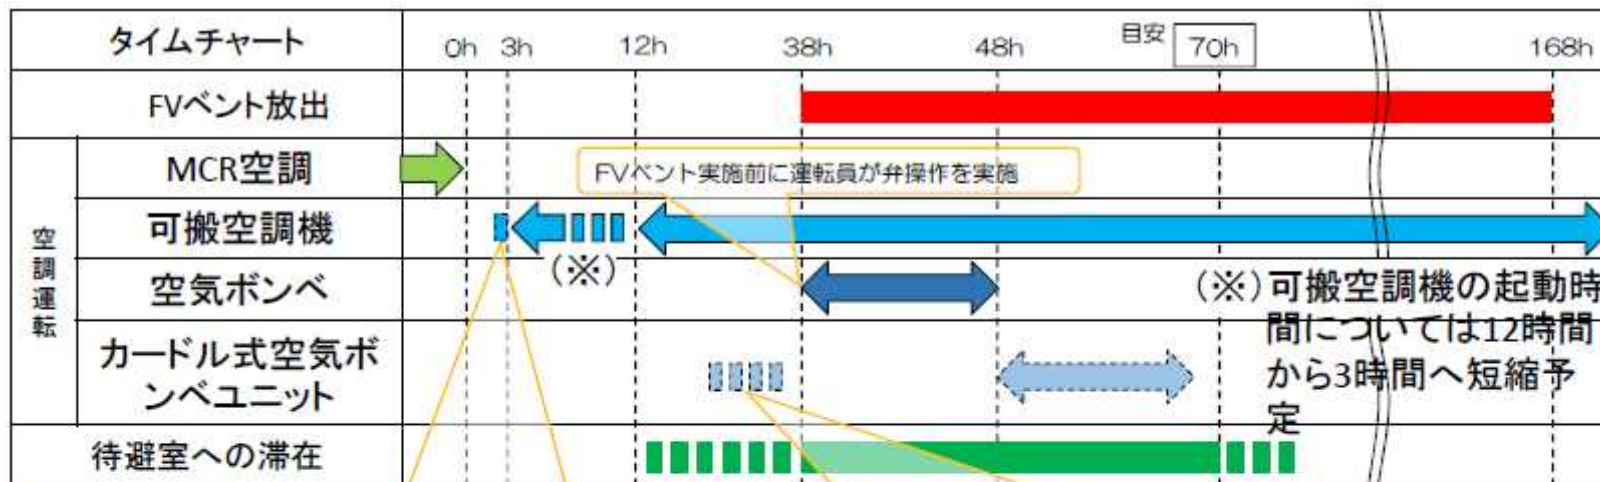 タイムチャート
0h 3h 12h 38h 48h 目安 70h 168h
FVベント放出
空調運転
MCR空調
FVベント実施前に運転員が弁操作を実施
可搬空調機
(※)
空気ボンベ
(※)可搬空調機の起動時
間については12時間
から3時間へ短縮予
定
カードル式空気ボ
ンベユニット
待避室への滞在